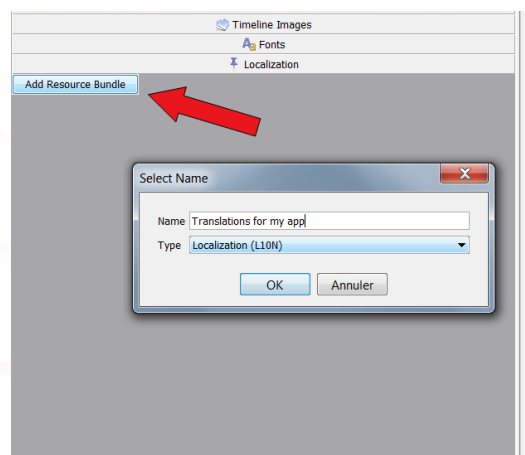 Timeline Images
Fonts
Localization
Add Resource Bundle
Select Name
Name Translations for my app
Type Localization (L10N)
OK Annuler